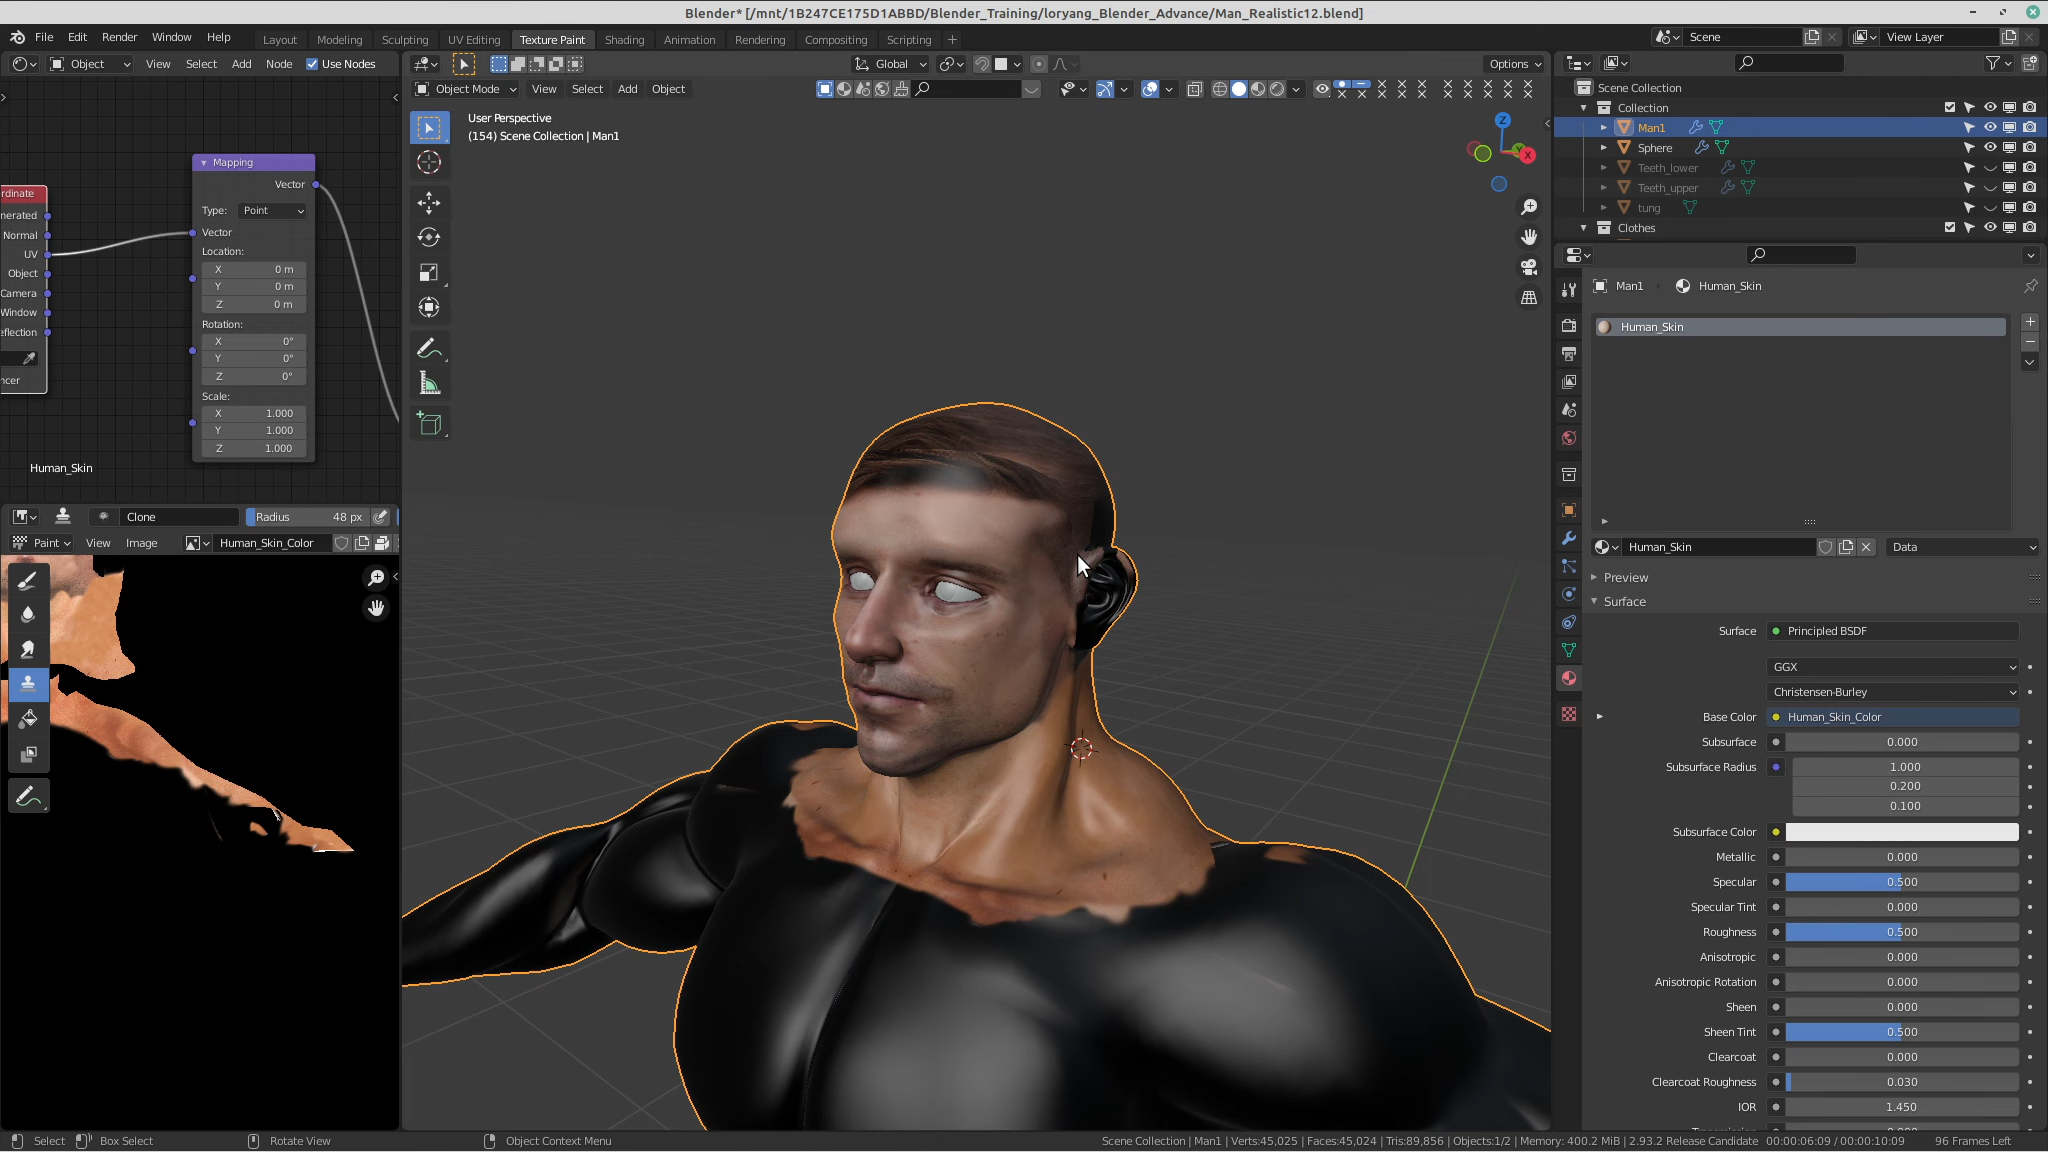 Blender* [/mnt/1B247CE175D1ABBD/Blender_Training/loryang_Blender_Advance/Man_Realistic12.blend]
File Edit Render Window Help Layout Modeling Sculpting UV Editing Texture Paint Shading Animation Rendering Compositing Scripting Scene View Layer
Object View Select Add Node Use Nodes
Global Options
Object Mode View Select Add Object
User Perspective
(154) Scene Collection | Man1
Z
Y
X
Mapping
Vector
Type: Point
Vector
Location:
X 0 m
Y 0 m
Z 0 m
Rotation:
X 0°
Y 0°
Z 0°
Scale:
X 1.000
Y 1.000
Z 1.000
rdinate
nerated
Normal
UV
Object
Camera
Window
eflection
ncer
Human_Skin
Clone Radius 48 px
Paint View Image Human_Skin_Color
Scene Collection
Collection
Man1
Sphere
Teeth_lower
Teeth_upper
tung
Clothes
Man1 Human_Skin
Human_Skin
Human_Skin Data
Preview
Surface
Surface Principled BSDF
GGX
Christensen-Burley
Base Color Human_Skin_Color
Subsurface 0.000
Subsurface Radius 1.000
0.200
0.100
Subsurface Color
Metallic 0.000
Specular 0.500
Specular Tint 0.000
Roughness 0.500
Anisotropic 0.000
Anisotropic Rotation 0.000
Sheen 0.000
Sheen Tint 0.500
Clearcoat 0.000
Clearcoat Roughness 0.030
IOR 1.450
Select Box Select Rotate View Object Context Menu Scene Collection | Man1 | Verts:45,025 | Faces:45,024 | Tris:89,856 | Objects:1/2 | Memory: 400.2 MiB | 2.93.2 Release Candidate 00:00:06:09 / 00:00:10:09 96 Frames Left